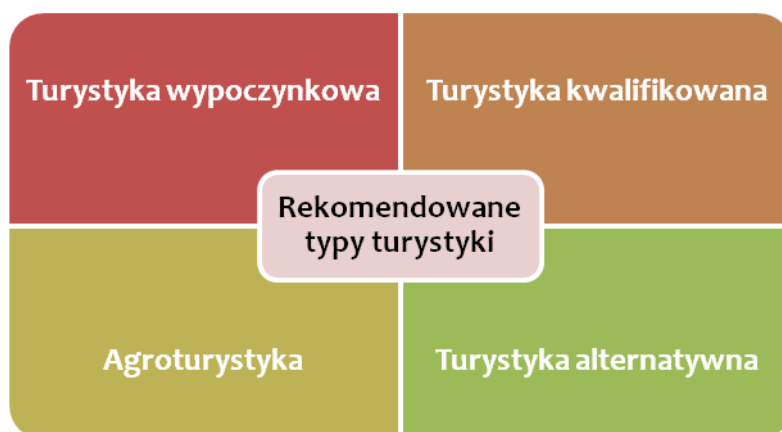 Turystyka wypoczynkowa
Turystyka kwalifikowana
Rekomendowane
typy turystyki
Agroturystyka
Turystyka alternatywna